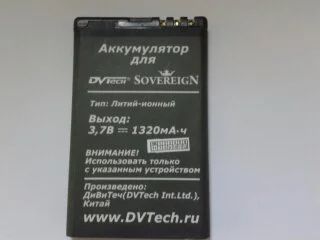 Аккумулятор
для
DVTech® SOVEREIGN
Тип: Литий-ионный
Выход:
3,7В ⎓ 1320мА·ч
ВНИМАНИЕ!
Использовать только
с указанным устройством
Произведено:
ДиВиТеч(DVTech Int.Ltd.),
Китай
www.DVTech.ru